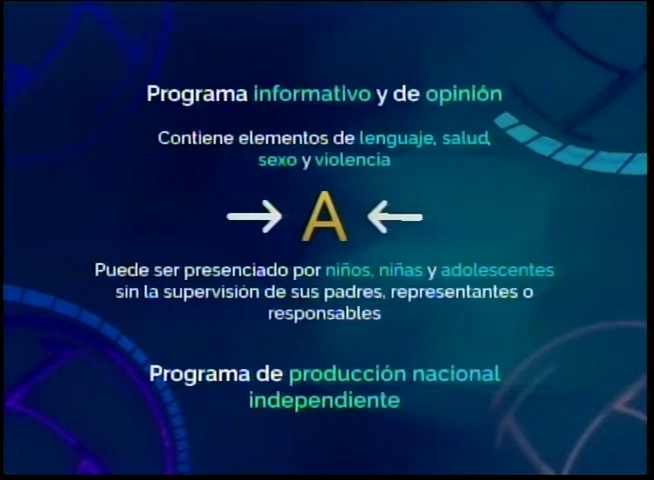 Programa informativo y de opinión
Contiene elementos de lenguaje, salud,
sexo y violencia
→ A ←
Puede ser presenciado por niños, niñas y adolescentes
sin la supervisión de sus padres, representantes o
responsables
Programa de producción nacional
independiente